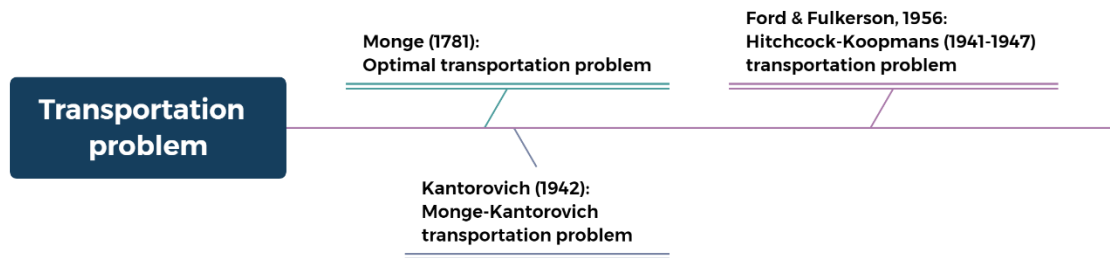 Transportation
problem
Monge (1781):
Optimal transportation problem
Kantorovich (1942):
Monge-Kantorovich
transportation problem
Ford & Fulkerson, 1956:
Hitchcock-Koopmans (1941-1947)
transportation problem